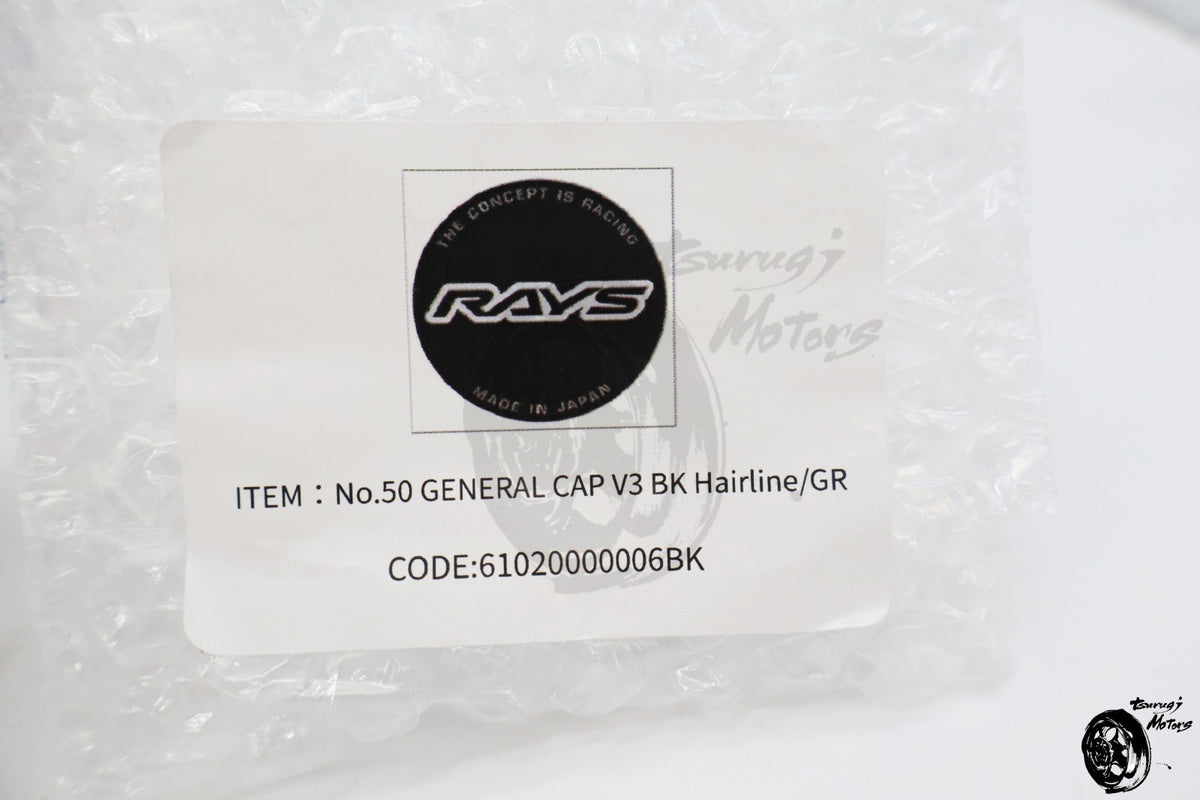 THE CONCEPT IS RACING
RAYS
MADE IN JAPAN
tsurugi
Motors
ITEM：No.50 GENERAL CAP V3 BK Hairline/GR
CODE:61020000006BK
tsurugi
Motors